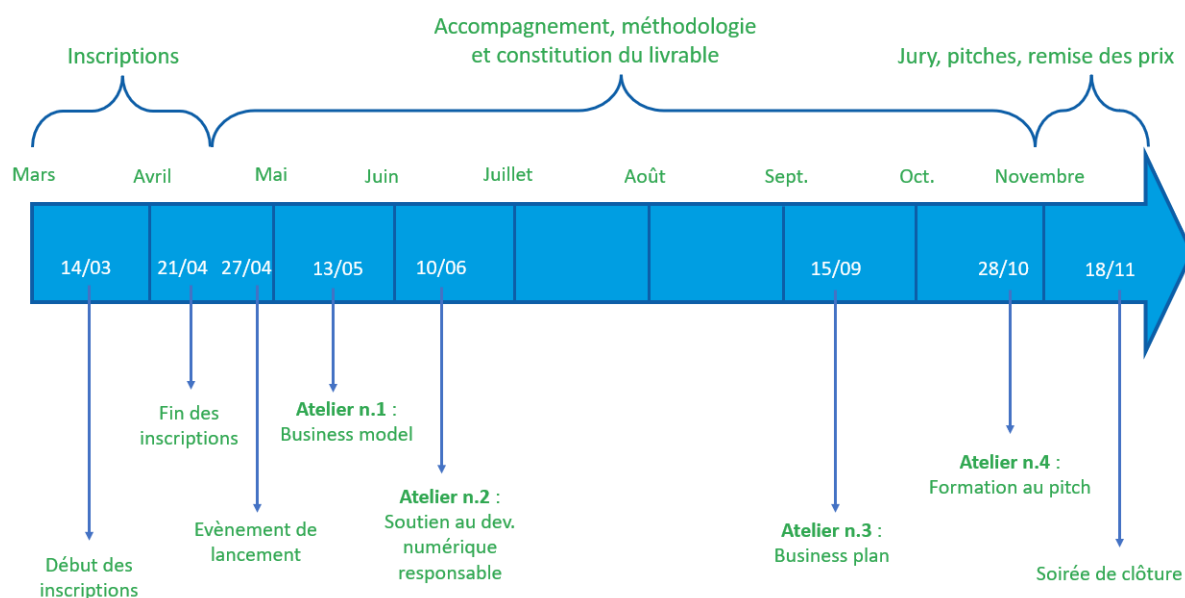 Inscriptions
Accompagnement, méthodologie
et constitution du livrable
Jury, pitches, remise des prix
Mars
Avril
Mai
Juin
Juillet
Août
Sept.
Oct.
Novembre
14/03
21/04
27/04
13/05
10/06
15/09
28/10
18/11
Début des
inscriptions
Fin des
inscriptions
Evènement de
lancement
Atelier n.1 :
Business model
Atelier n.2 :
Soutien au dev.
numérique
responsable
Atelier n.3 :
Business plan
Atelier n.4 :
Formation au pitch
Soirée de clôture